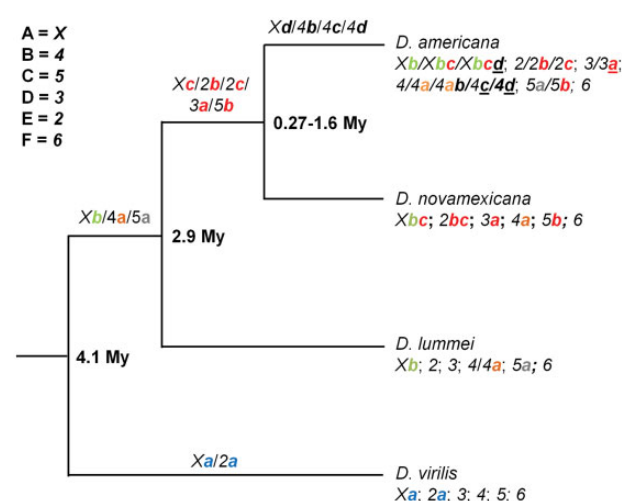 A = X
B = 4
C = 5
D = 3
E = 2
F = 6
Xd/4b/4c/4d
D. americana
Xb/Xbc/Xbcd; 2/2b/2c; 3/3a;
4/4a/4ab/4c/4d; 5a/5b; 6
Xc/2b/2c/
3a/5b
0.27-1.6 My
D. novamexicana
Xbc; 2bc; 3a; 4a; 5b; 6
Xb/4a/5a
2.9 My
D. lummei
Xb; 2; 3; 4/4a; 5a; 6
4.1 My
Xa/2a
D. virilis
Xa; 2a; 3; 4; 5; 6